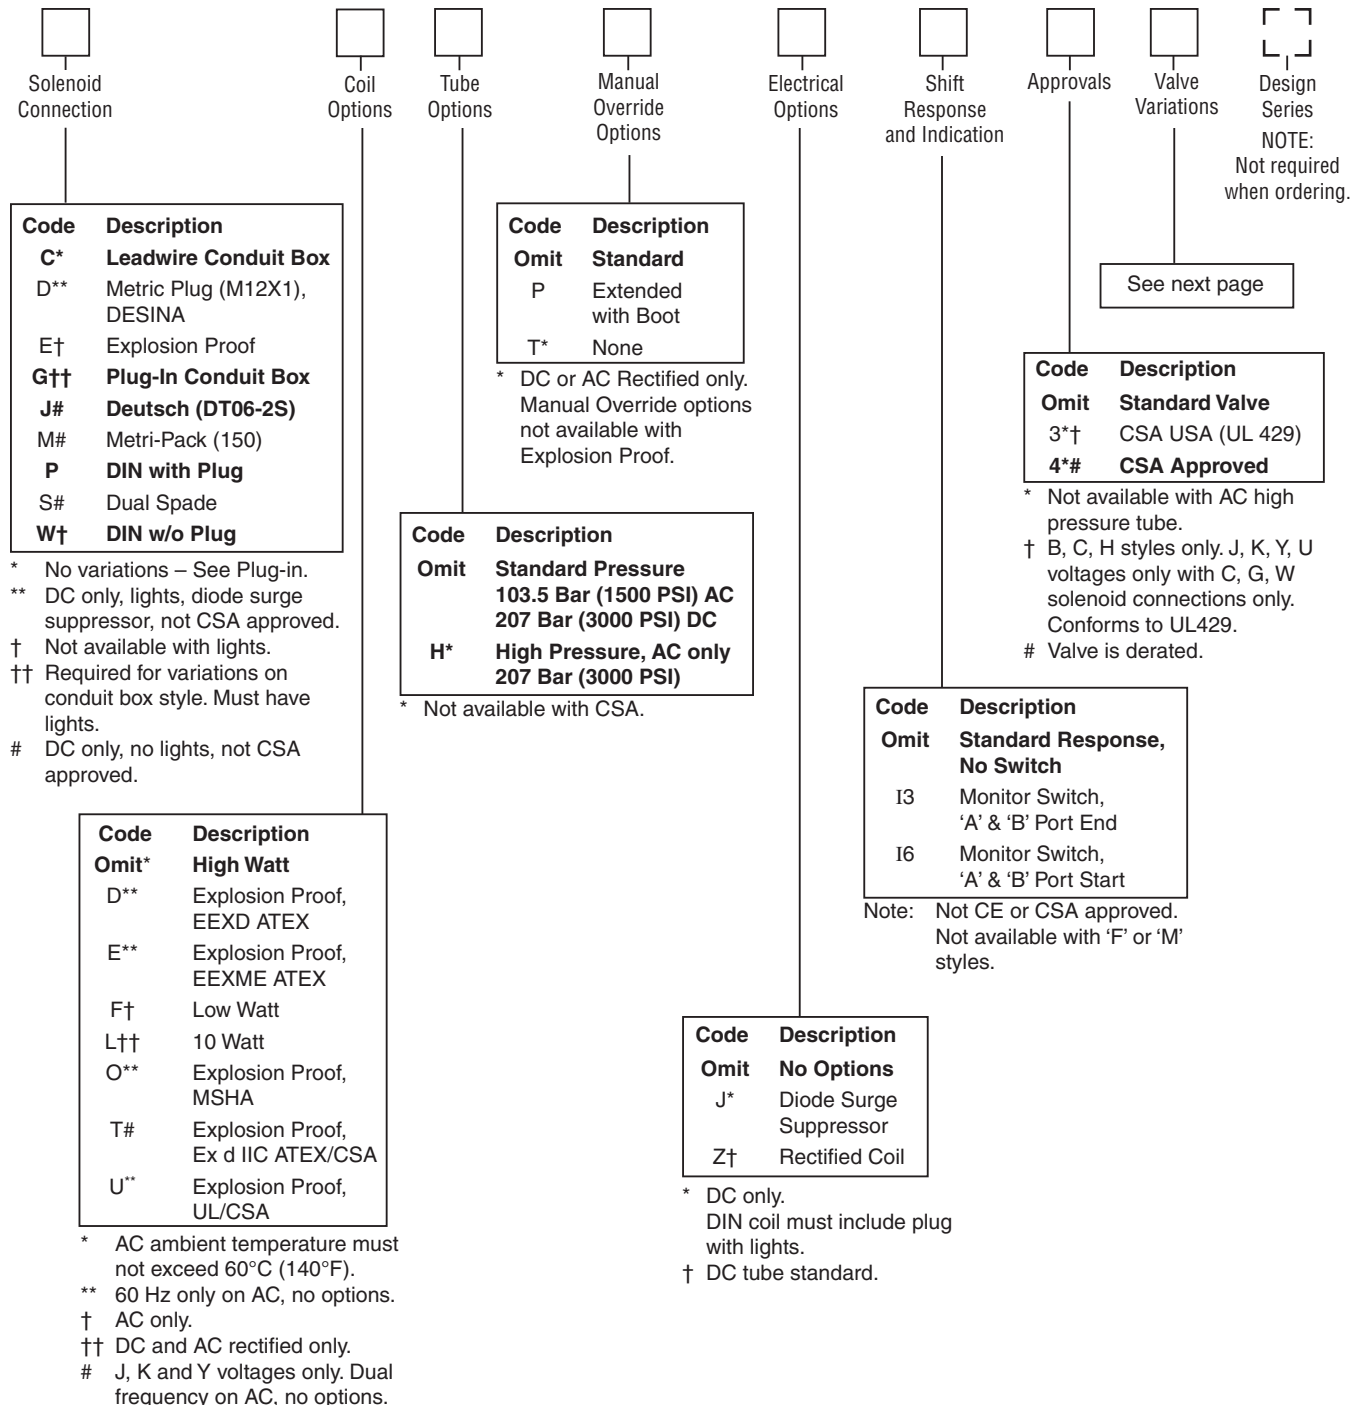 Solenoid
Connection
Coil
Options
Tube
Options
Manual
Override
Options
Electrical
Options
Shift
Response
and Indication
Approvals
Valve
Variations
Design
Series
NOTE:
Not required
when ordering.
Code Description
C* Leadwire Conduit Box
D** Metric Plug (M12X1),
DESINA
E† Explosion Proof
G†† Plug-In Conduit Box
J# Deutsch (DT06-2S)
M# Metri-Pack (150)
P DIN with Plug
S# Dual Spade
W† DIN w/o Plug
* No variations – See Plug-in.
** DC only, lights, diode surge
suppressor, not CSA approved.
† Not available with lights.
†† Required for variations on
conduit box style. Must have
lights.
# DC only, no lights, not CSA
approved.
Code Description
Omit* High Watt
D** Explosion Proof,
EEXD ATEX
E** Explosion Proof,
EEXME ATEX
F† Low Watt
L†† 10 Watt
O** Explosion Proof,
MSHA
T# Explosion Proof,
Ex d IIC ATEX/CSA
U** Explosion Proof,
UL/CSA
* AC ambient temperature must
not exceed 60°C (140°F).
** 60 Hz only on AC, no options.
† AC only.
†† DC and AC rectified only.
# J, K and Y voltages only. Dual
frequency on AC, no options.
Code Description
Omit Standard
P Extended
with Boot
T* None
* DC or AC Rectified only.
Manual Override options
not available with
Explosion Proof.
Code Description
Omit Standard Pressure
103.5 Bar (1500 PSI) AC
207 Bar (3000 PSI) DC
H* High Pressure, AC only
207 Bar (3000 PSI)
* Not available with CSA.
See next page
Code Description
Omit Standard Valve
3*† CSA USA (UL 429)
4*# CSA Approved
* Not available with AC high
pressure tube.
† B, C, H styles only. J, K, Y, U
voltages only with C, G, W
solenoid connections only.
Conforms to UL429.
# Valve is derated.
Code Description
Omit Standard Response,
No Switch
I3 Monitor Switch,
‘A’ & ‘B’ Port End
I6 Monitor Switch,
‘A’ & ‘B’ Port Start
Note: Not CE or CSA approved.
Not available with ‘F’ or ‘M’
styles.
Code Description
Omit No Options
J* Diode Surge
Suppressor
Z† Rectified Coil
* DC only.
DIN coil must include plug
with lights.
† DC tube standard.